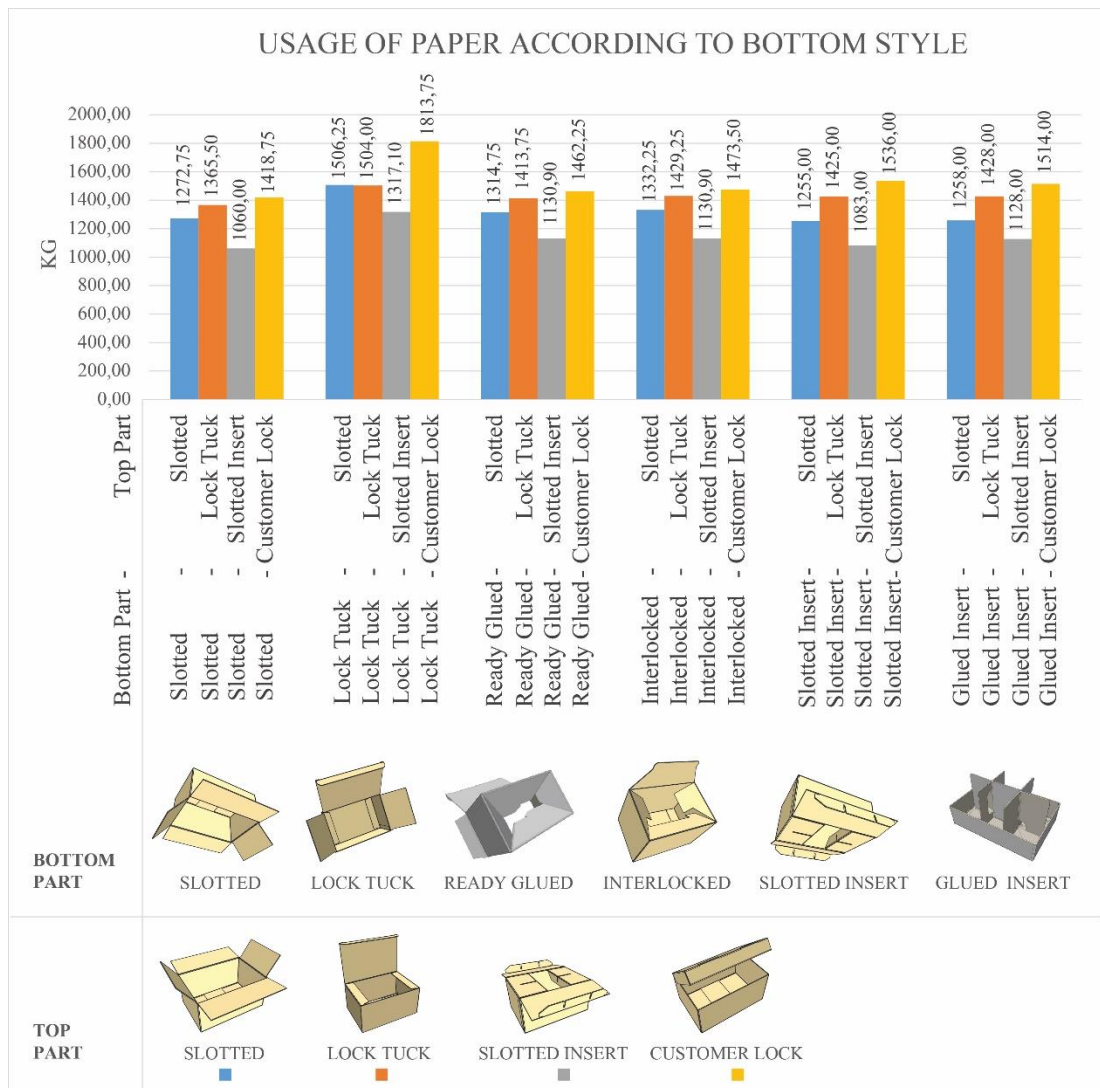 USAGE OF PAPER ACCORDING TO BOTTOM STYLE
KG
2000,00
1800,00
1600,00
1400,00
1200,00
1000,00
800,00
600,00
400,00
200,00
0,00
1272,75
1365,50
1060,00
1418,75
1506,25
1504,00
1317,10
1813,75
1314,75
1413,75
1130,90
1462,25
1332,25
1429,25
1130,90
1473,50
1255,00
1425,00
1083,00
1536,00
1258,00
1428,00
1128,00
1514,00
Bottom Part - Top Part
Slotted - Slotted
Slotted - Lock Tuck
Slotted - Slotted Insert
Slotted - Customer Lock
Lock Tuck - Slotted
Lock Tuck - Lock Tuck
Lock Tuck - Slotted Insert
Lock Tuck - Customer Lock
Ready Glued - Slotted
Ready Glued - Lock Tuck
Ready Glued - Slotted Insert
Ready Glued - Customer Lock
Interlocked - Slotted
Interlocked - Lock Tuck
Interlocked - Slotted Insert
Interlocked - Customer Lock
Slotted Insert - Slotted
Slotted Insert - Lock Tuck
Slotted Insert - Slotted Insert
Slotted Insert- Customer Lock
Glued Insert - Slotted
Glued Insert - Lock Tuck
Glued Insert - Slotted Insert
Glued Insert - Customer Lock
BOTTOM
PART
SLOTTED
LOCK TUCK
READY GLUED
INTERLOCKED
SLOTTED INSERT
GLUED INSERT
TOP
PART
SLOTTED
LOCK TUCK
SLOTTED INSERT
CUSTOMER LOCK